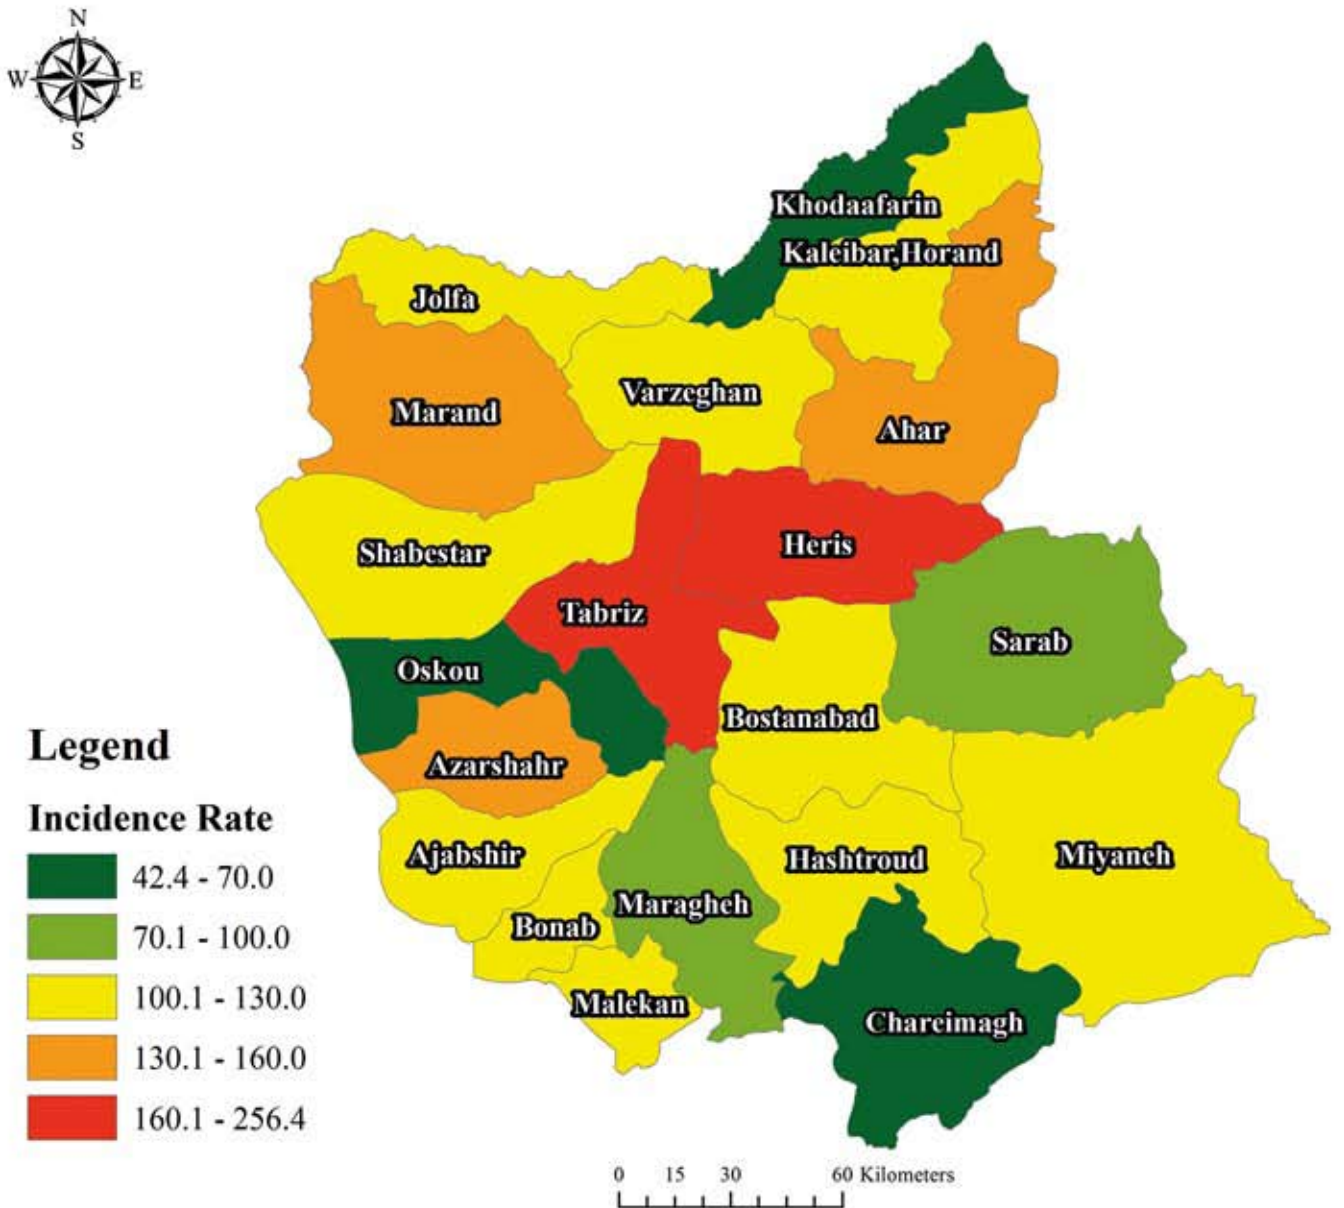 N
W E
S
Khodaafarin
Kaleibar,Horand
Jolfa
Varzeghan
Marand
Ahar
Shabestar
Heris
Tabriz
Sarab
Oskou
Bostanabad
Azarshahr
Ajabshir
Hashtroud
Miyaneh
Maragheh
Bonab
Malekan
Chareimagh
Legend
Incidence Rate
42.4 - 70.0
70.1 - 100.0
100.1 - 130.0
130.1 - 160.0
160.1 - 256.4
0 15 30 60 Kilometers